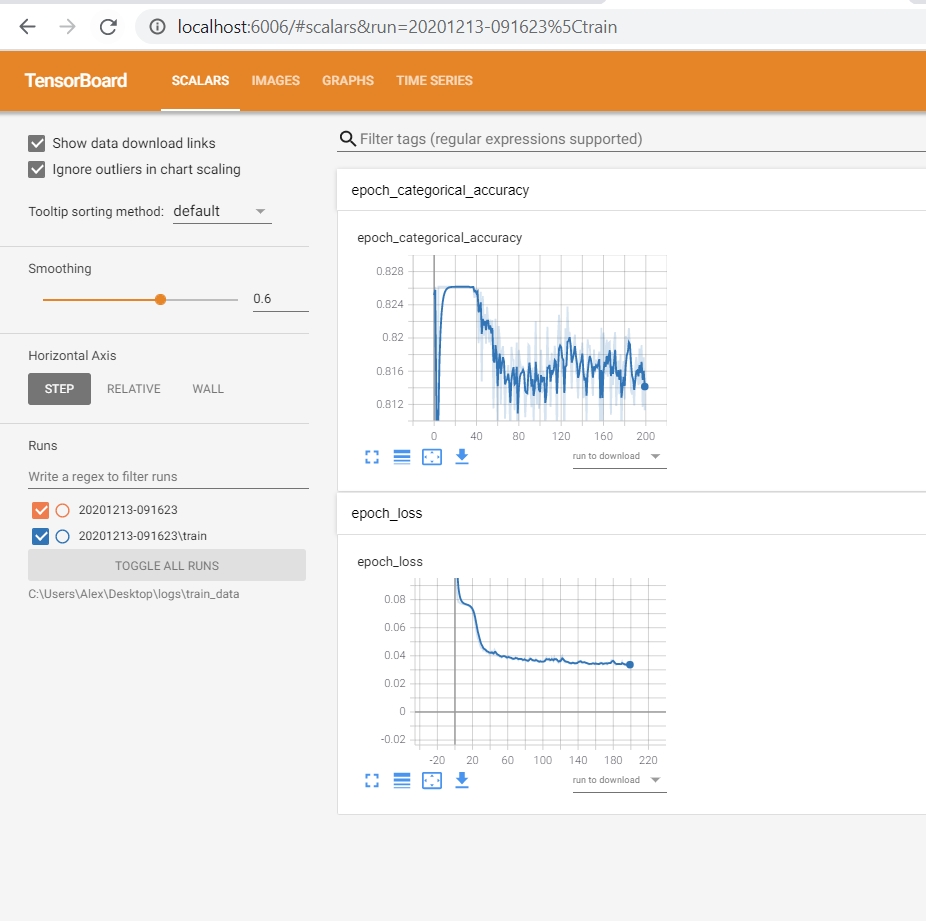 localhost:6006/#scalars&run=20201213-091623%5Ctrain
TensorBoard SCALARS IMAGES GRAPHS TIME SERIES
Show data download links
Ignore outliers in chart scaling
Tooltip sorting method: default
Smoothing
0.6
Horizontal Axis
STEP RELATIVE WALL
Runs
Write a regex to filter runs
20201213-091623
20201213-091623\train
TOGGLE ALL RUNS
C:\Users\Alex\Desktop\logs\train_data
Filter tags (regular expressions supported)
epoch_categorical_accuracy
epoch_categorical_accuracy
0.828
0.824
0.82
0.816
0.812
0 40 80 120 160 200
run to download
epoch_loss
epoch_loss
0.08
0.06
0.04
0.02
0
-0.02
-20 20 60 100 140 180 220
run to download